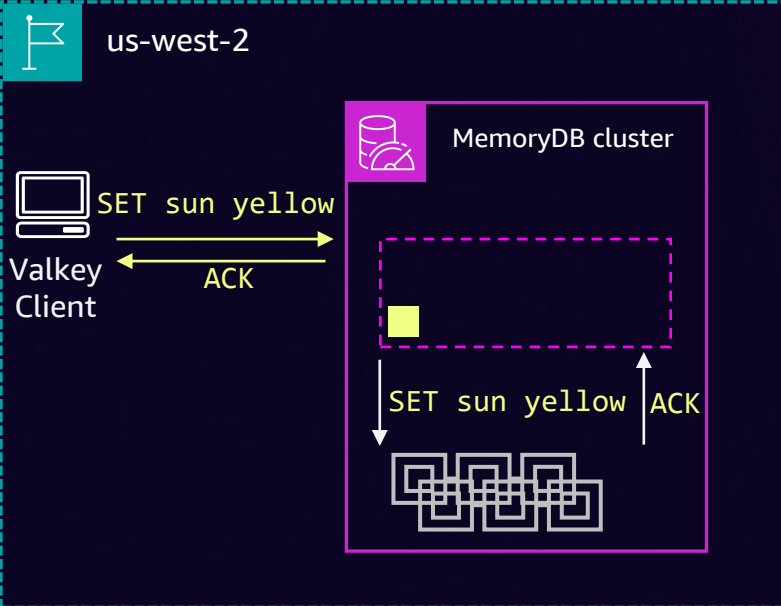 us-west-2
MemoryDB cluster
SET sun yellow
ACK
Valkey
Client
SET sun yellow
ACK